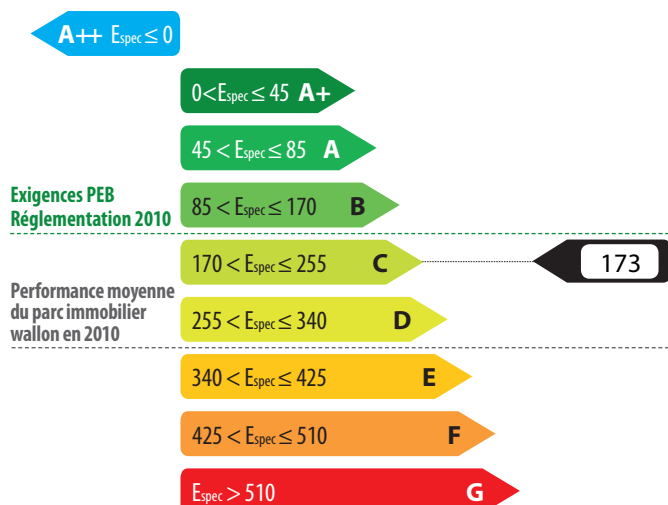 A++ Espec ≤ 0
0 < Espec ≤ 45 A+
45 < Espec ≤ 85 A
Exigences PEB
Réglementation 2010
85 < Espec ≤ 170 B
170 < Espec ≤ 255 C
173
Performance moyenne
du parc immobilier
wallon en 2010
255 < Espec ≤ 340 D
340 < Espec ≤ 425 E
425 < Espec ≤ 510 F
Espec > 510 G